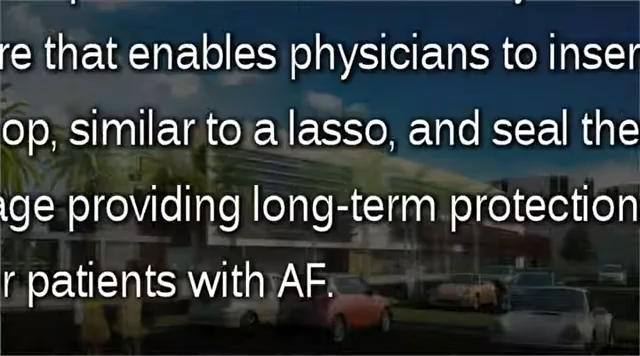 re that enables physicians to inser
op, similar to a lasso, and seal the
age providing long-term protection
r patients with AF.